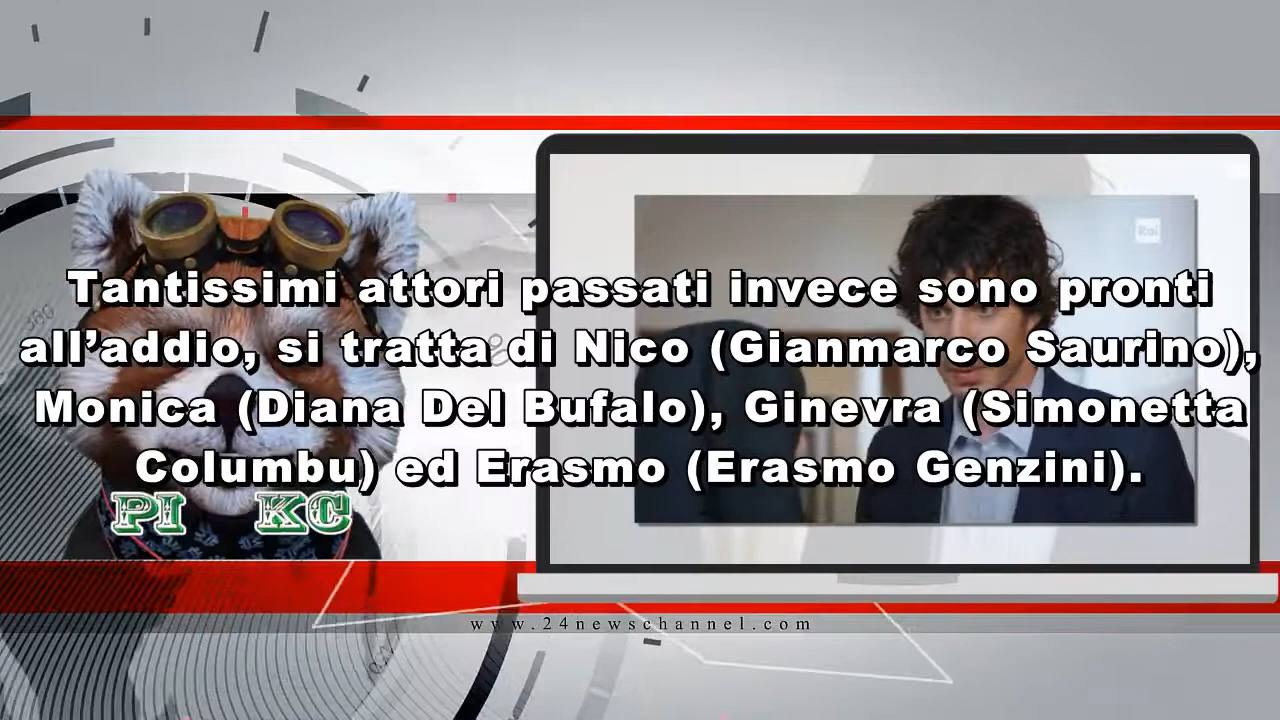 Rai
Tantissimi attori passati invece sono pronti
all’addio, si tratta di Nico (Gianmarco Saurino),
Monica (Diana Del Bufalo), Ginevra (Simonetta
Columbu) ed Erasmo (Erasmo Genzini).
PI KC
www.24newschannel.com